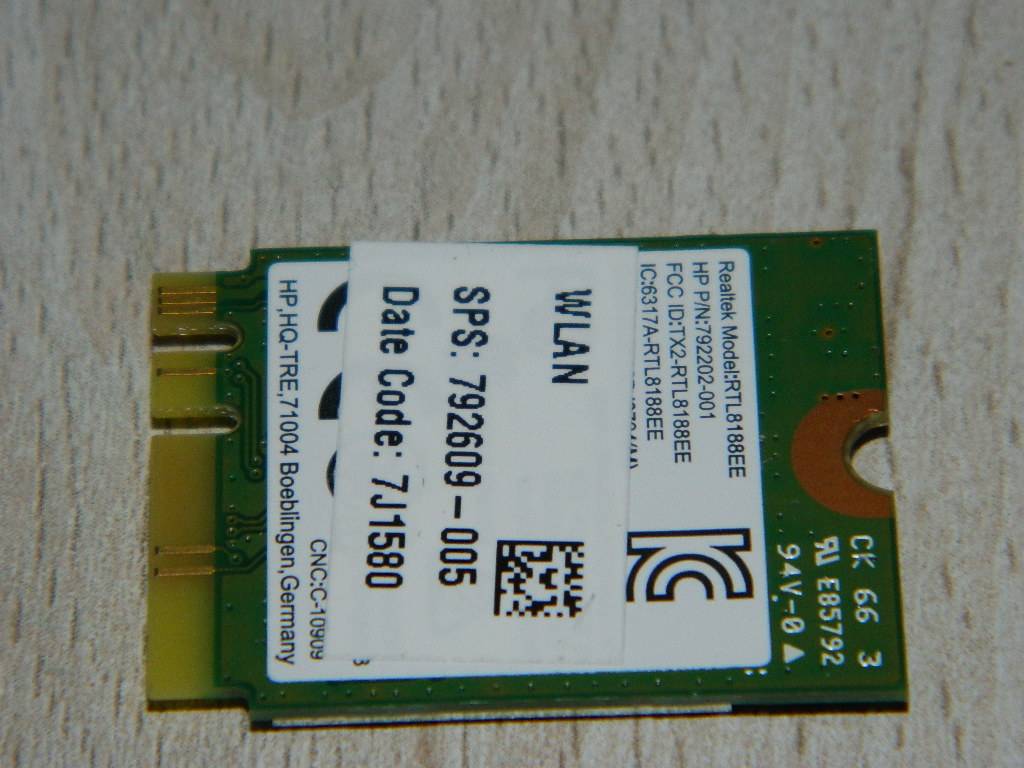 CK 66 3
E85792
94V-0
Realtek Model:RTL8188EE
HP P/N:792202-001
FCC ID:TX2-RTL8188EE
IC:6317A-RTL8188EE
WLAN
SPS: 792609-005
Date Code: 7J1580
CNC:C-10909
HP,HQ-TRE,71004 Boeblingen,Germany